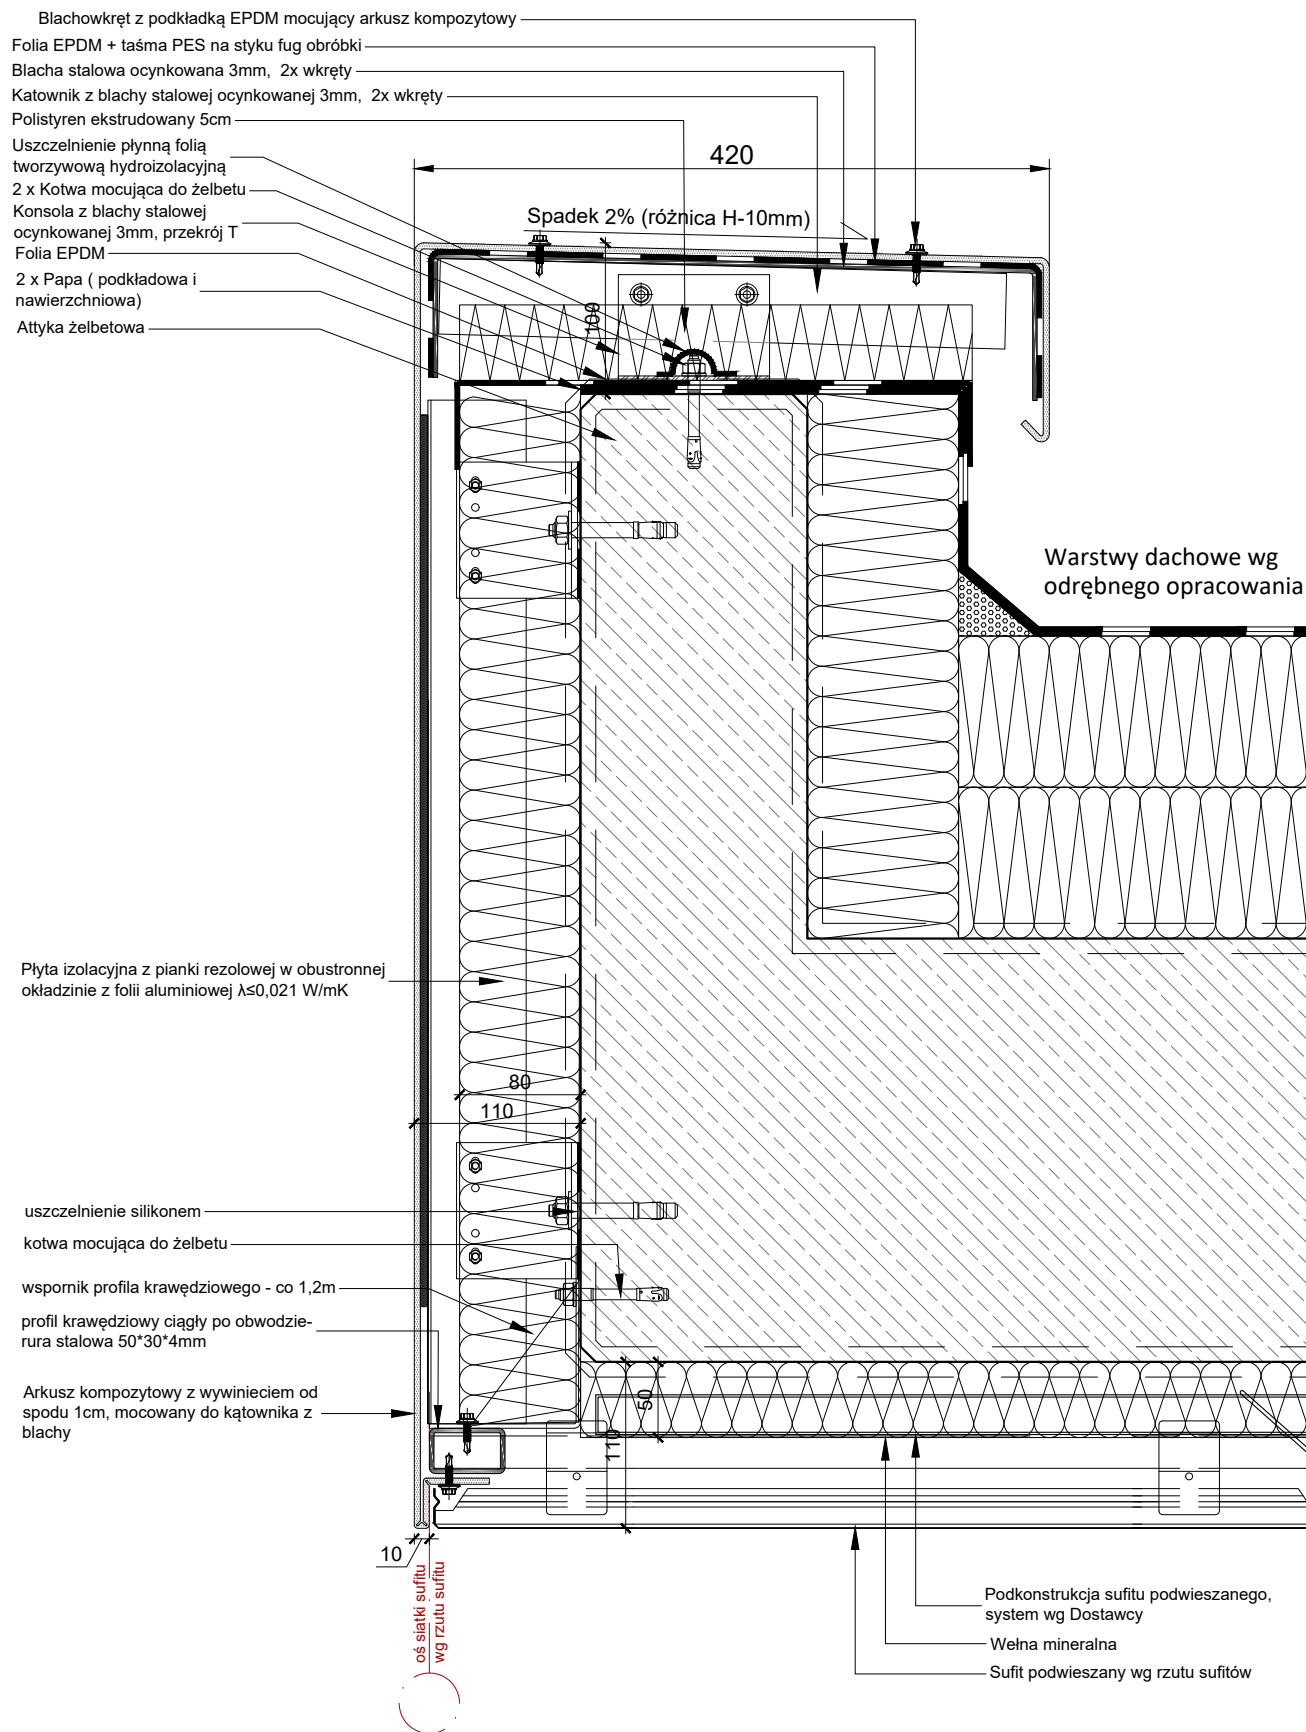 Blachowkręt z podkładką EPDM mocujący arkusz kompozytowy
Folia EPDM + taśma PES na styku fug obróbki
Blacha stalowa ocynkowana 3mm, 2x wkręty
Katownik z blachy stalowej ocynkowanej 3mm, 2x wkręty
Polistyren ekstrudowany 5cm
Uszczelnienie płynną folią
tworzywową hydroizolacyjną
2 x Kotwa mocująca do żelbetu
Konsola z blachy stalowej
ocynkowanej 3mm, przekrój T
Folia EPDM
2 x Papa ( podkładowa i
nawierzchniowa)
Attyka żelbetowa
420
Spadek 2% (różnica H-10mm)
100
Warstwy dachowe wg
odrębnego opracowania
Płyta izolacyjna z pianki rezolowej w obustronnej
okładzinie z folii aluminiowej λ≤0,021 W/mK
80
110
uszczelnienie silikonem
kotwa mocująca do żelbetu
wspornik profila krawędziowego - co 1,2m
profil krawędziowy ciągły po obwodzie-
rura stalowa 50*30*4mm
Arkusz kompozytowy z wywinieciem od
spodu 1cm, mocowany do kątownika z
blachy
50
110
10
oś siatki sufitu
wg rzutu sufitu
Podkonstrukcja sufitu podwieszanego,
system wg Dostawcy
Wełna mineralna
Sufit podwieszany wg rzutu sufitów